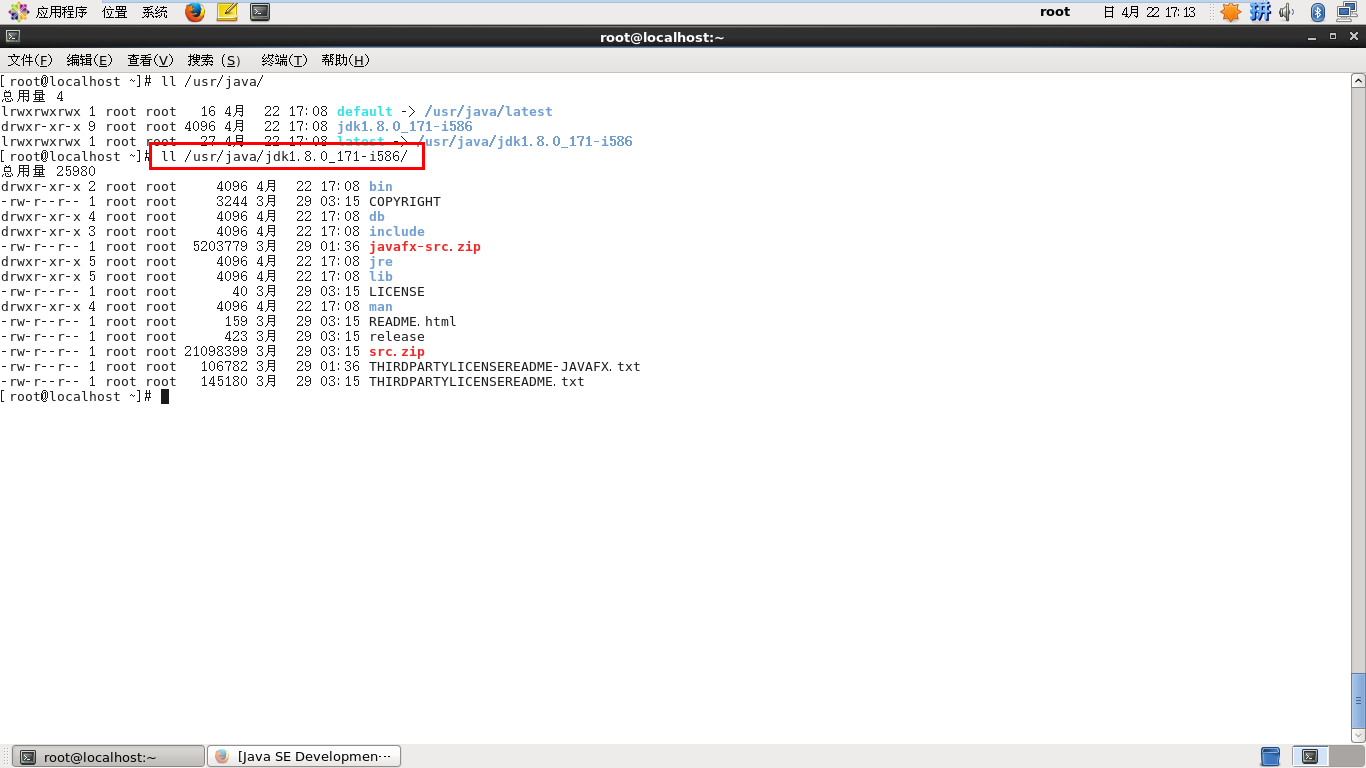 应用程序 位置 系统 root 日 4月 22 17:13
root@localhost:~
文件(F) 编辑(E) 查看(V) 搜索 (S) 终端(T) 帮助(H)
[root@localhost ~]# ll /usr/java/
总用量 4
lrwxrwxrwx 1 root root 16 4月 22 17:08 default -> /usr/java/latest
drwxr-xr-x 9 root root 4096 4月 22 17:08 jdk1.8.0_171-i586
lrwxrwxrwx 1 root root 27 4月 22 17:08 latest -> /usr/java/jdk1.8.0_171-i586
[root@localhost ~]# ll /usr/java/jdk1.8.0_171-i586/
总用量 25980
drwxr-xr-x 2 root root 4096 4月 22 17:08 bin
-rw-r--r-- 1 root root 3244 3月 29 03:15 COPYRIGHT
drwxr-xr-x 4 root root 4096 4月 22 17:08 db
drwxr-xr-x 3 root root 4096 4月 22 17:08 include
-rw-r--r-- 1 root root 5203779 3月 29 01:36 javafx-src.zip
drwxr-xr-x 5 root root 4096 4月 22 17:08 jre
drwxr-xr-x 5 root root 4096 4月 22 17:08 lib
-rw-r--r-- 1 root root 40 3月 29 03:15 LICENSE
drwxr-xr-x 4 root root 4096 4月 22 17:08 man
-rw-r--r-- 1 root root 159 3月 29 03:15 README.html
-rw-r--r-- 1 root root 423 3月 29 03:15 release
-rw-r--r-- 1 root root 21098399 3月 29 03:15 src.zip
-rw-r--r-- 1 root root 106782 3月 29 01:36 THIRDPARTYLICENSEREADME-JAVAFX.txt
-rw-r--r-- 1 root root 145180 3月 29 03:15 THIRDPARTYLICENSEREADME.txt
[root@localhost ~]#
root@localhost:~ [Java SE Developmen···